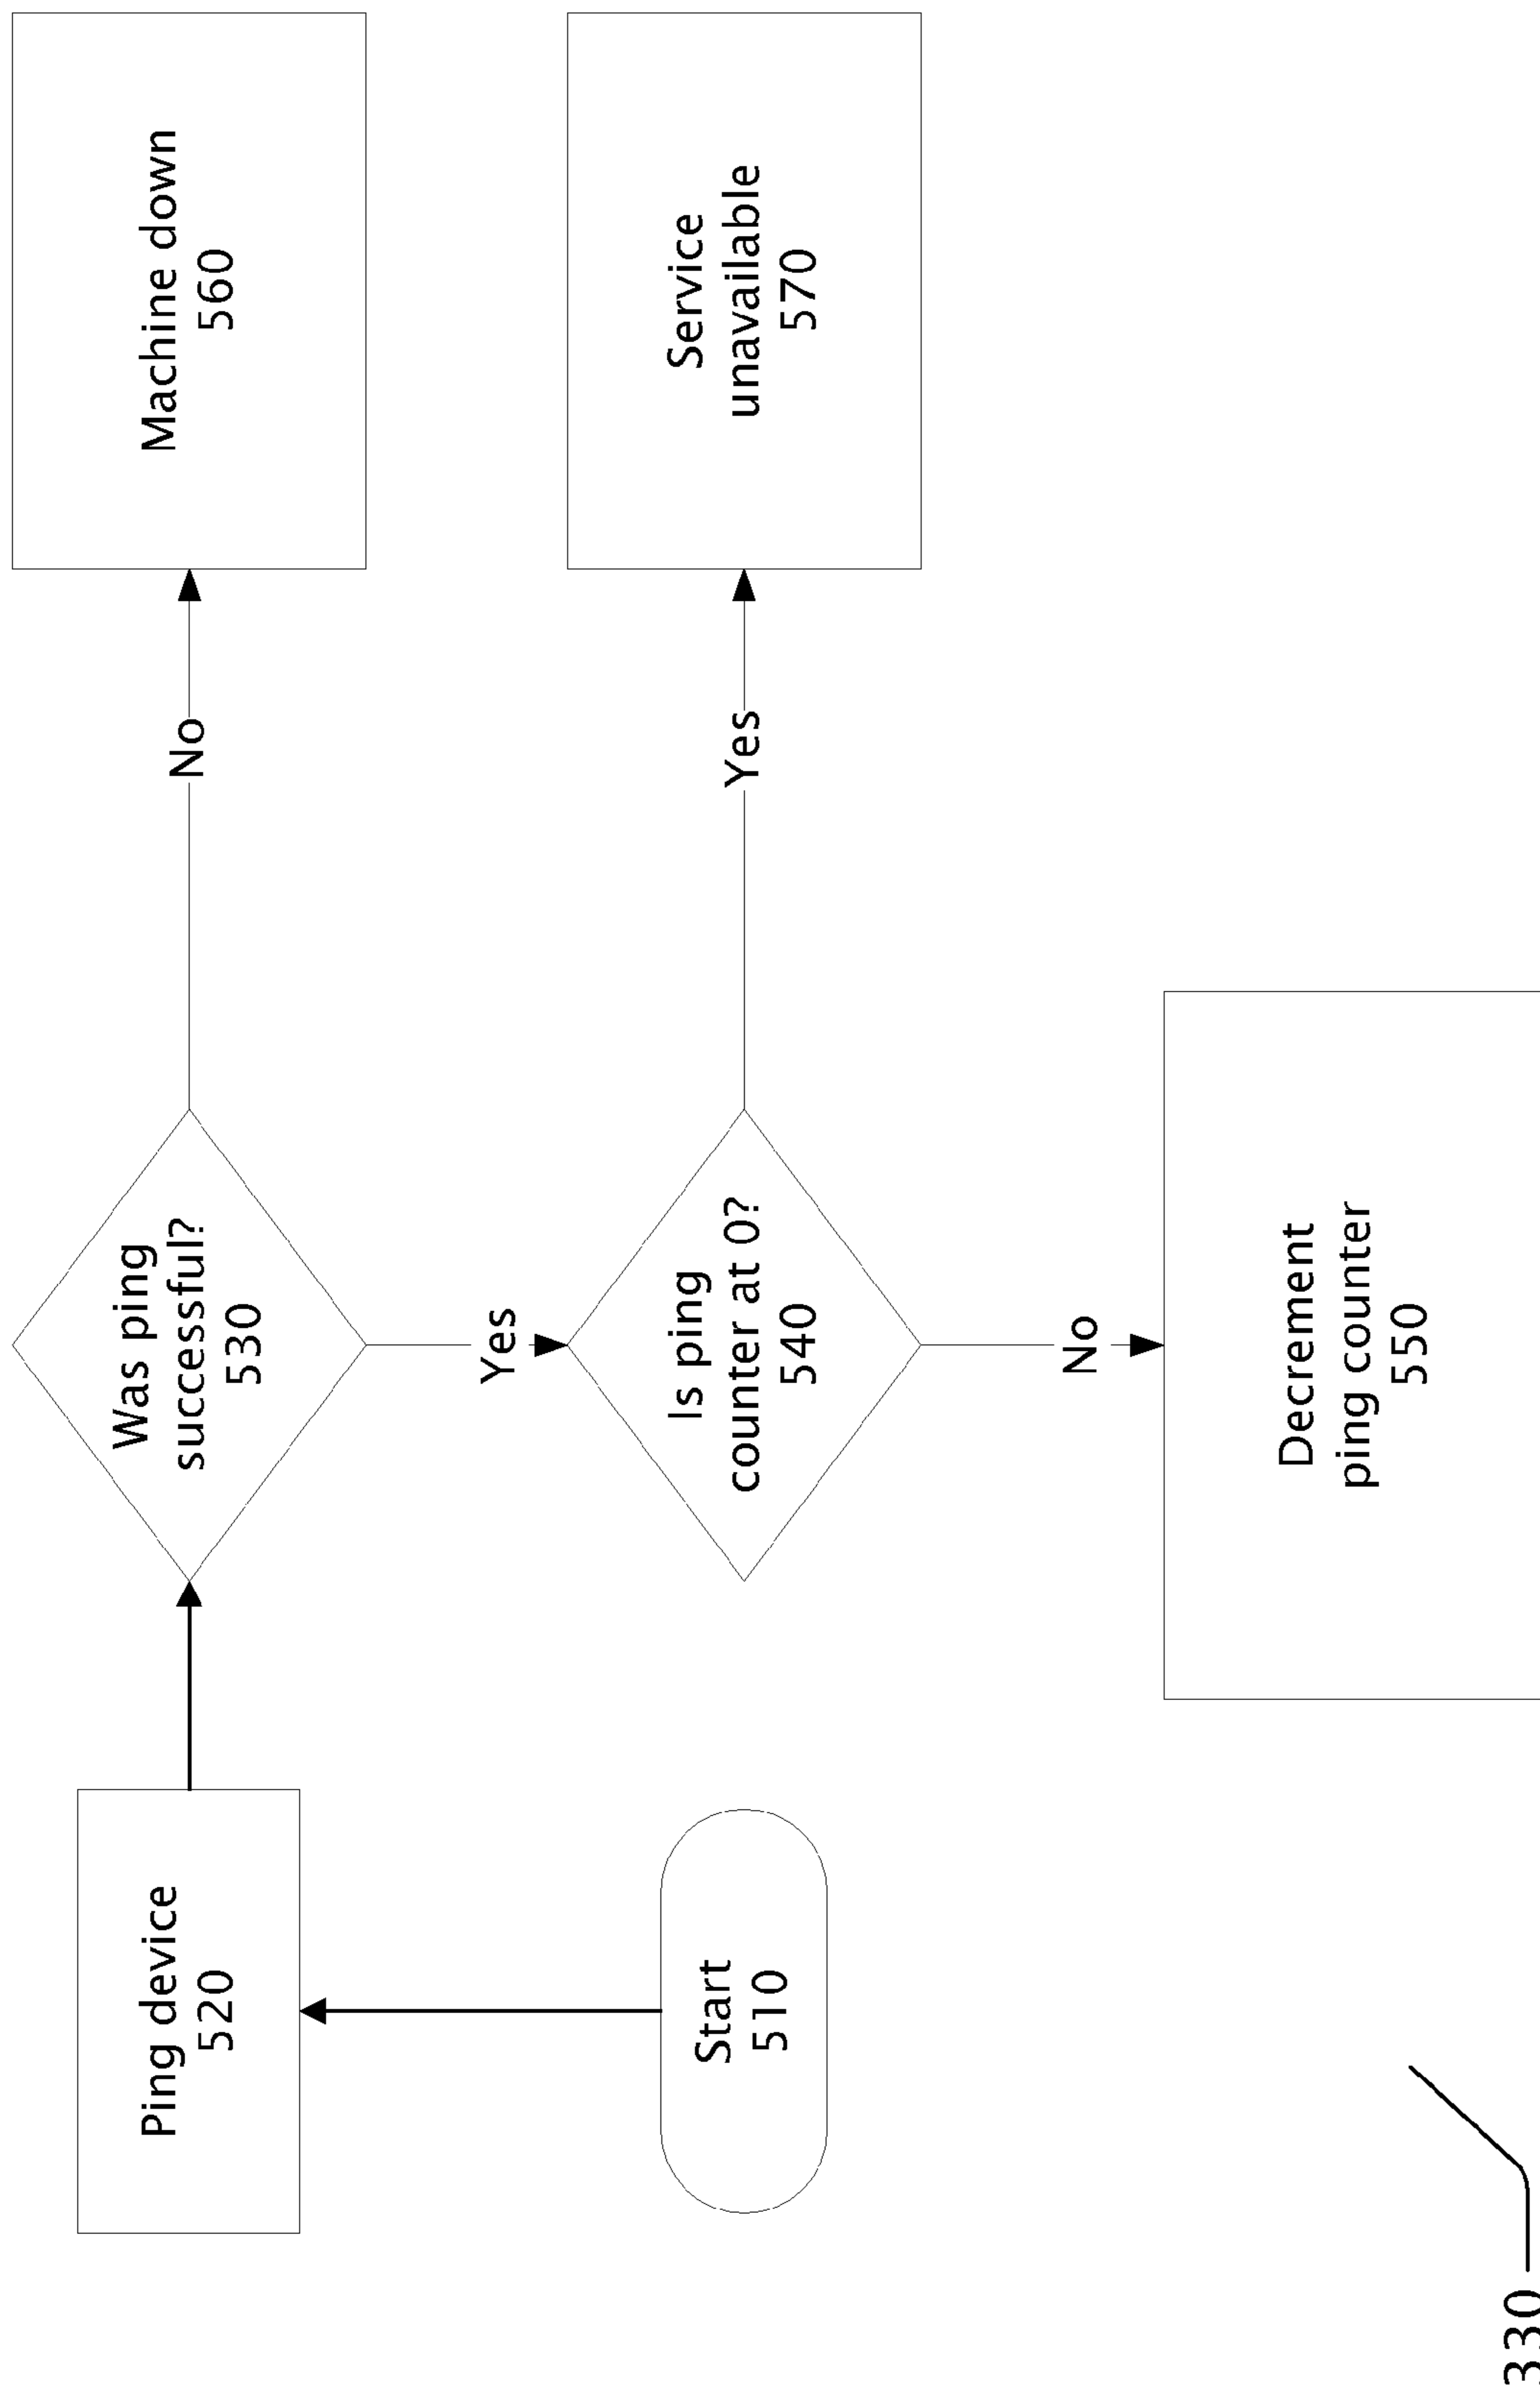 Ping device
520
Was ping
successful?
530
No
Machine down
560
Yes
Start
510
Is ping
counter at 0?
540
Yes
Service
unavailable
570
No
Decrement
ping counter
550
330